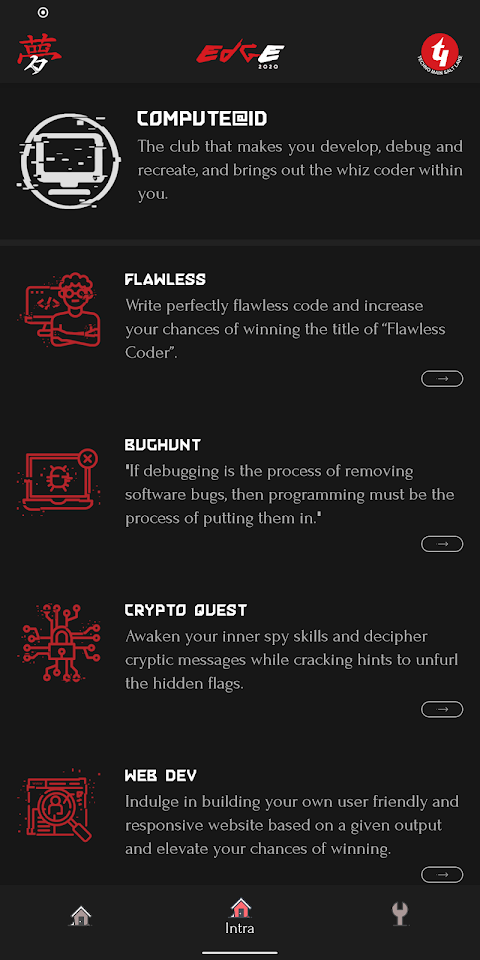 夢
EDGE
2020
TECHNO MAIN SALT LAKE
COMPUTE@ID
The club that makes you develop, debug and
recreate, and brings out the whiz coder within
you.
FLAWLESS
Write perfectly flawless code and increase
your chances of winning the title of “Flawless
Coder”.
→
BUGHUNT
"If debugging is the process of removing
software bugs, then programming must be the
process of putting them in."
→
CRYPTO QUEST
Awaken your inner spy skills and decipher
cryptic messages while cracking hints to unfurl
the hidden flags.
→
WEB DEV
Indulge in building your own user friendly and
responsive website based on a given output
and elevate your chances of winning.
→
Intra